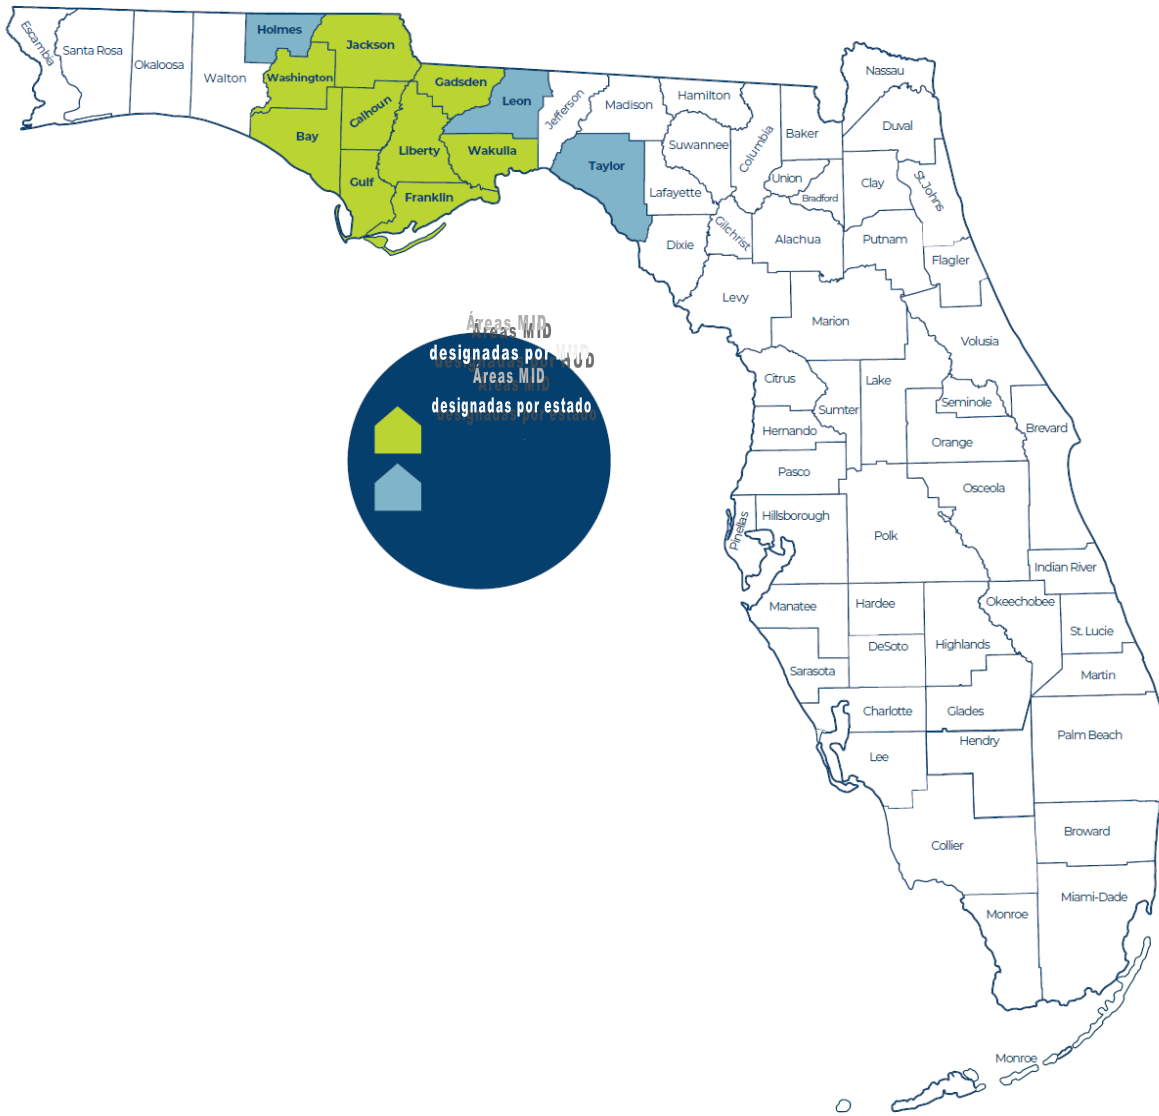 Escambia
Santa Rosa
Okaloosa
Walton
Holmes
Jackson
Washington
Bay
Calhoun
Gulf
Liberty
Gadsden
Franklin
Wakulla
Leon
Jefferson
Madison
Taylor
Hamilton
Suwannee
Lafayette
Dixie
Columbia
Gilchrist
Baker
Union
Bradford
Alachua
Nassau
Duval
Clay
St.Johns
Putnam
Flagler
Levy
Marion
Volusia
Citrus
Sumter
Lake
Seminole
Hernando
Orange
Brevard
Pasco
Osceola
Pinellas
Hillsborough
Polk
Indian River
Manatee
Hardee
Okeechobee
St. Lucie
Sarasota
DeSoto
Highlands
Martin
Charlotte
Glades
Lee
Hendry
Palm Beach
Collier
Broward
Monroe
Miami-Dade
Monroe
Áreas MID
designadas por HUD
Áreas MID
designadas por estado